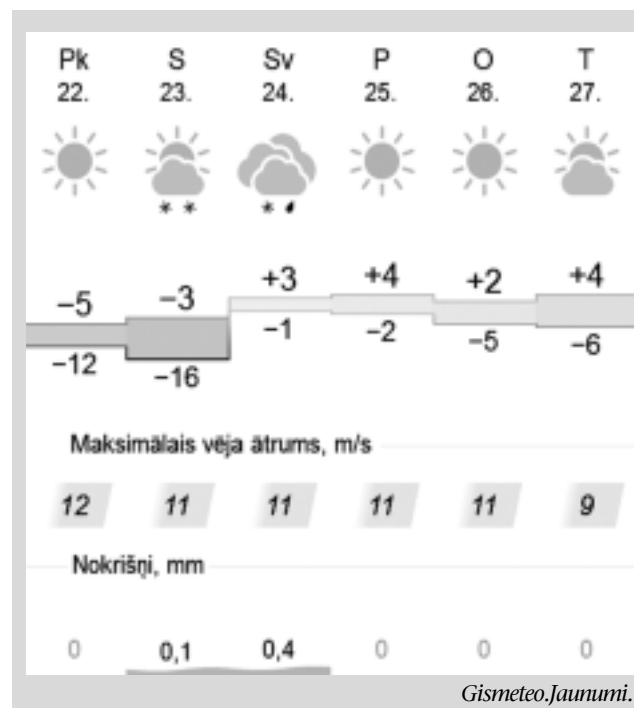 Pk S Sv P O T
22. 23. 24. 25. 26. 27.
−5 −3 +3 +4 +2 +4
−12 −16 −1 −2 −5 −6
Maksimālais vēja ātrums, m/s
12 11 11 11 11 9
Nokrišņi, mm
0 0,1 0,4 0 0 0
Gismeteo.Jaunumi.